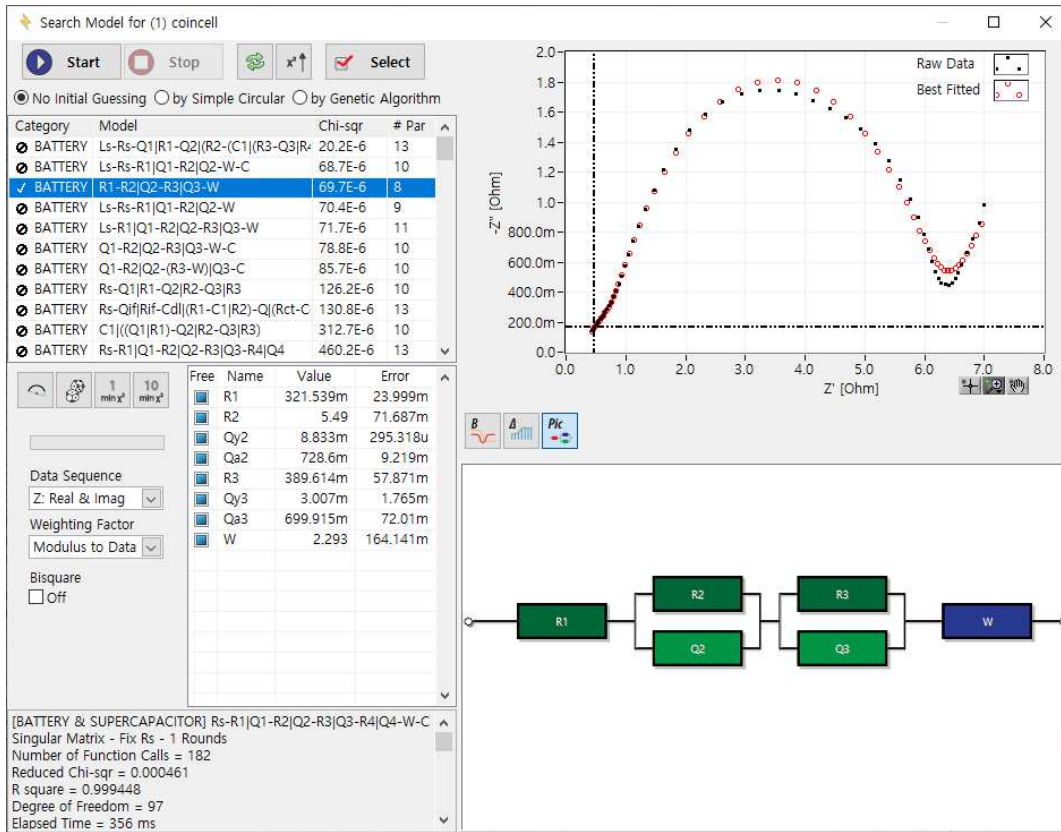 Search Model for (1) coincell
Start
Stop
x²↑
Select
No Initial Guessing
by Simple Circular
by Genetic Algorithm
Category Model Chi-sqr # Par
BATTERY Ls-Rs-Q1|R1-Q2|(R2-(C1|(R3-Q3|R4 20.2E-6 13
BATTERY Ls-Rs-R1|Q1-R2|Q2-W-C 68.7E-6 10
BATTERY R1-R2|Q2-R3|Q3-W 69.7E-6 8
BATTERY Ls-Rs-R1|Q1-R2|Q2-W 70.4E-6 9
BATTERY Ls-R1|Q1-R2|Q2-R3|Q3-W 71.7E-6 11
BATTERY Q1-R2|Q2-R3|Q3-W-C 78.8E-6 10
BATTERY Q1-R2|Q2-(R3-W)|Q3-C 85.7E-6 10
BATTERY Rs-Q1|R1-Q2|R2-Q3|R3 126.2E-6 10
BATTERY Rs-Qif|Rif-Cdl|((R1-C1|R2)-Q|(Rct-C 130.8E-6 13
BATTERY C1|((Q1|R1)-Q2|R2-Q3|R3) 312.7E-6 10
BATTERY Rs-R1|Q1-R2|Q2-R3|Q3-R4|Q4 460.2E-6 13
1
min χ²
10
min χ²
Data Sequence
Z: Real & Imag
Weighting Factor
Modulus to Data
Bisquare
Off
Free Name Value Error
R1 321.539m 23.999m
R2 5.49 71.687m
Qy2 8.833m 295.318u
Qa2 728.6m 9.219m
R3 389.614m 57.871m
Qy3 3.007m 1.765m
Qa3 699.915m 72.01m
W 2.293 164.141m
[BATTERY & SUPERCAPACITOR] Rs-R1|Q1-R2|Q2-R3|Q3-R4|Q4-W-C
Singular Matrix - Fix Rs - 1 Rounds
Number of Function Calls = 182
Reduced Chi-sqr = 0.000461
R square = 0.999448
Degree of Freedom = 97
Elapsed Time = 356 ms
Raw Data
Best Fitted
-Z" [Ohm]
2.0
1.8
1.6
1.4
1.2
1.0
800.0m
600.0m
400.0m
200.0m
0.0
0.0 1.0 2.0 3.0 4.0 5.0 6.0 7.0 8.0
Z' [Ohm]
B
Δ
Pic
R1
R2
Q2
R3
Q3
W